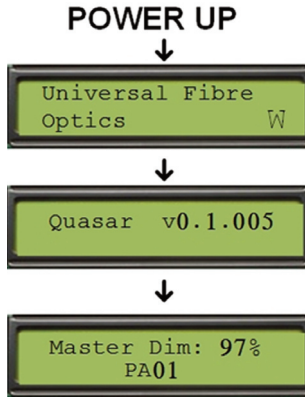 POWER UP
Universal Fibre
Optics W
Quasar v0.1.005
Master Dim: 97%
PA01